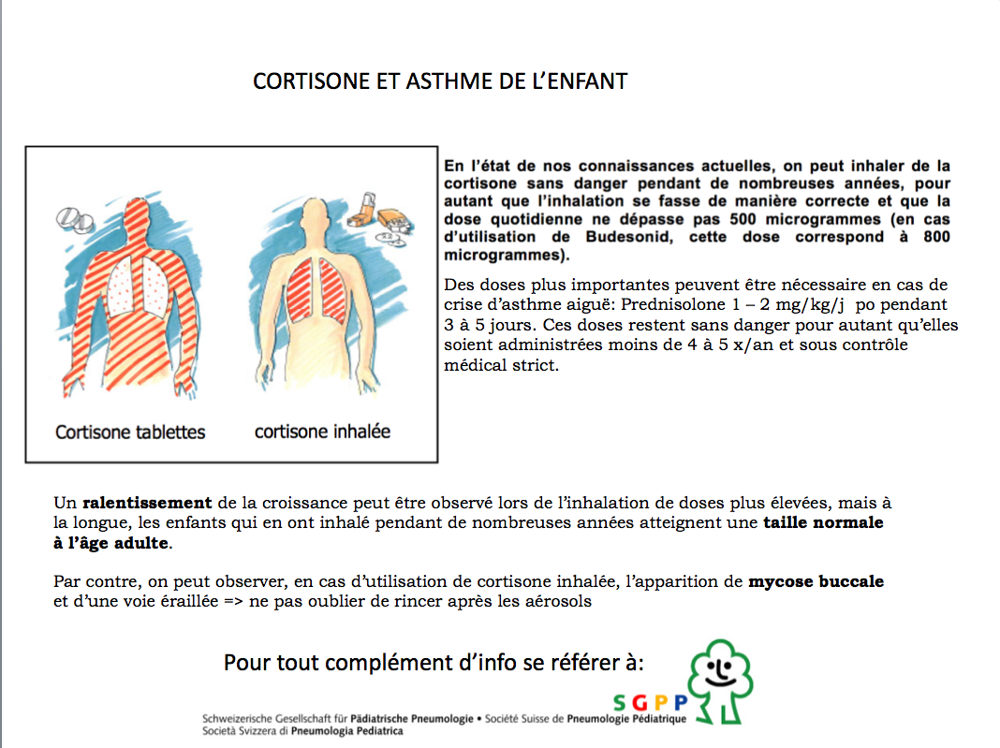 CORTISONE ET ASTHME DE L’ENFANT
En l’état de nos connaissances actuelles, on peut inhaler de la
cortisone sans danger pendant de nombreuses années, pour
autant que l’inhalation se fasse de manière correcte et que la
dose quotidienne ne dépasse pas 500 microgrammes (en cas
d’utilisation de Budesonid, cette dose correspond à 800
microgrammes).
Des doses plus importantes peuvent être nécessaire en cas de
crise d’asthme aiguë: Prednisolone 1 – 2 mg/kg/j po pendant
3 à 5 jours. Ces doses restent sans danger pour autant qu’elles
soient administrées moins de 4 à 5 x/an et sous contrôle
médical strict.
Cortisone tablettes
cortisone inhalée
Un ralentissement de la croissance peut être observé lors de l’inhalation de doses plus élevées, mais à
la longue, les enfants qui en ont inhalé pendant de nombreuses années atteignent une taille normale
à l’âge adulte.
Par contre, on peut observer, en cas d’utilisation de cortisone inhalée, l’apparition de mycose buccale
et d’une voie éraillée => ne pas oublier de rincer après les aérosols
Pour tout complément d’info se référer à:
SGPP
Schweizerische Gesellschaft für Pädiatrische Pneumologie • Société Suisse de Pneumologie Pédiatrique
Società Svizzera di Pneumologia Pediatrica